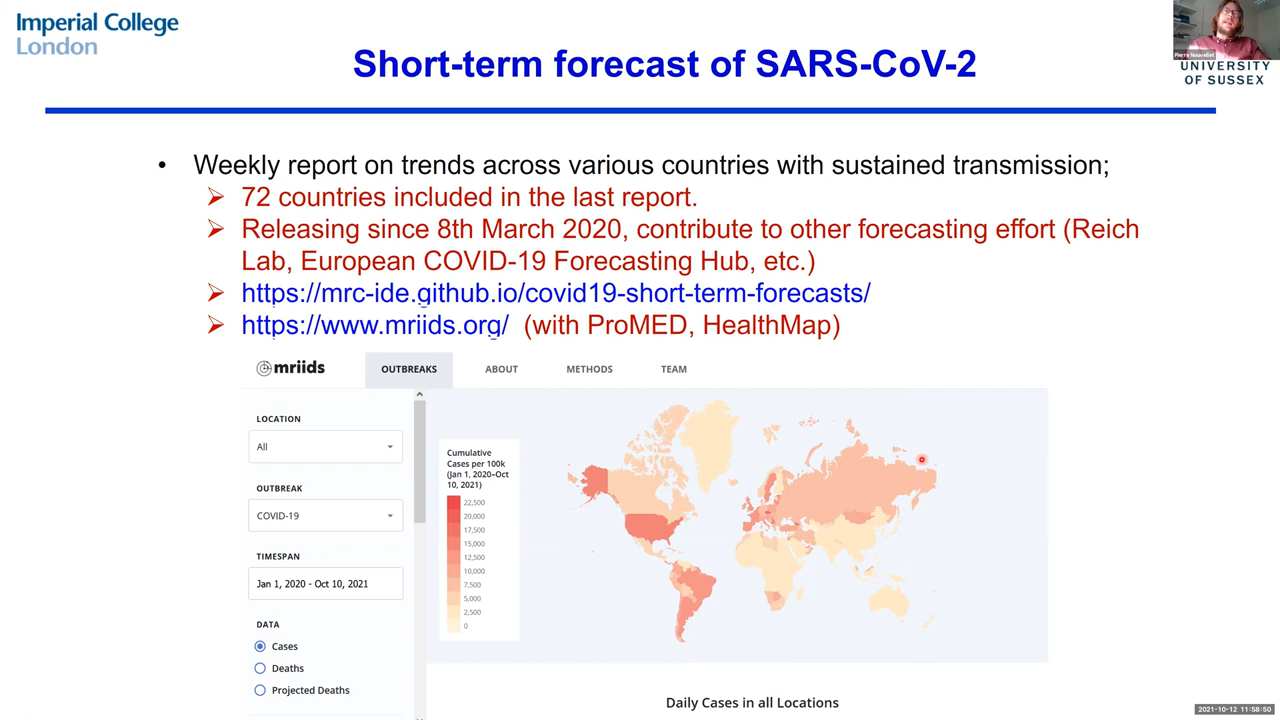 Imperial College
London
Short-term forecast of SARS-CoV-2
Pierre Nouvellet
UNIVERSITY
OF SUSSEX
• Weekly report on trends across various countries with sustained transmission;
➢ 72 countries included in the last report.
➢ Releasing since 8th March 2020, contribute to other forecasting effort (Reich
Lab, European COVID-19 Forecasting Hub, etc.)
➢ https://mrc-ide.github.io/covid19-short-term-forecasts/
➢ https://www.mriids.org/ (with ProMED, HealthMap)
mriids
OUTBREAKS
ABOUT
METHODS
TEAM
LOCATION
All
OUTBREAK
COVID-19
TIMESPAN
Jan 1, 2020 - Oct 10, 2021
DATA
Cases
Deaths
Projected Deaths
Cumulative
Cases per 100k
(Jan 1, 2020–Oct
10, 2021)
22,500
20,000
17,500
15,000
12,500
10,000
7,500
5,000
2,500
0
Daily Cases in all Locations
2021-10-12 11:58:50